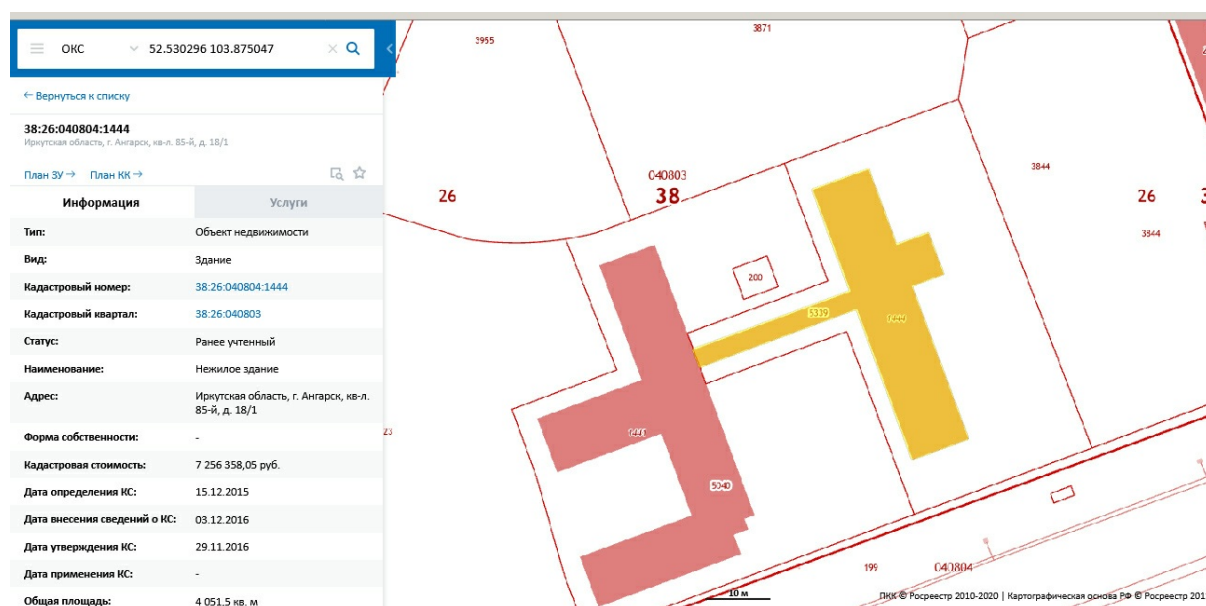 ОКС 52.530296 103.875047
Вернуться к списку
38:26:040804:1444
Иркутская область, г. Ангарск, кв-л. 85-й, д. 18/1
План ЗУ → План КК →
Информация Услуги
Тип: Объект недвижимости
Вид: Здание
Кадастровый номер: 38:26:040804:1444
Кадастровый квартал: 38:26:040803
Статус: Ранее учтенный
Наименование: Нежилое здание
Адрес: Иркутская область, г. Ангарск, кв-л.
85-й, д. 18/1
Форма собственности: -
Кадастровая стоимость: 7 256 358,05 руб.
Дата определения КС: 15.12.2015
Дата внесения сведений о КС: 03.12.2016
Дата утверждения КС: 29.11.2016
Дата применения КС: -
Общая площадь: 4 051.5 кв. м
3955
3871
040803
26
38
3844
26
3844
200
5339
1444
23
5040
199
040804
10 м
ПКК © Росреестр 2010-2020 | Картографическая основа РФ © Росреестр 201